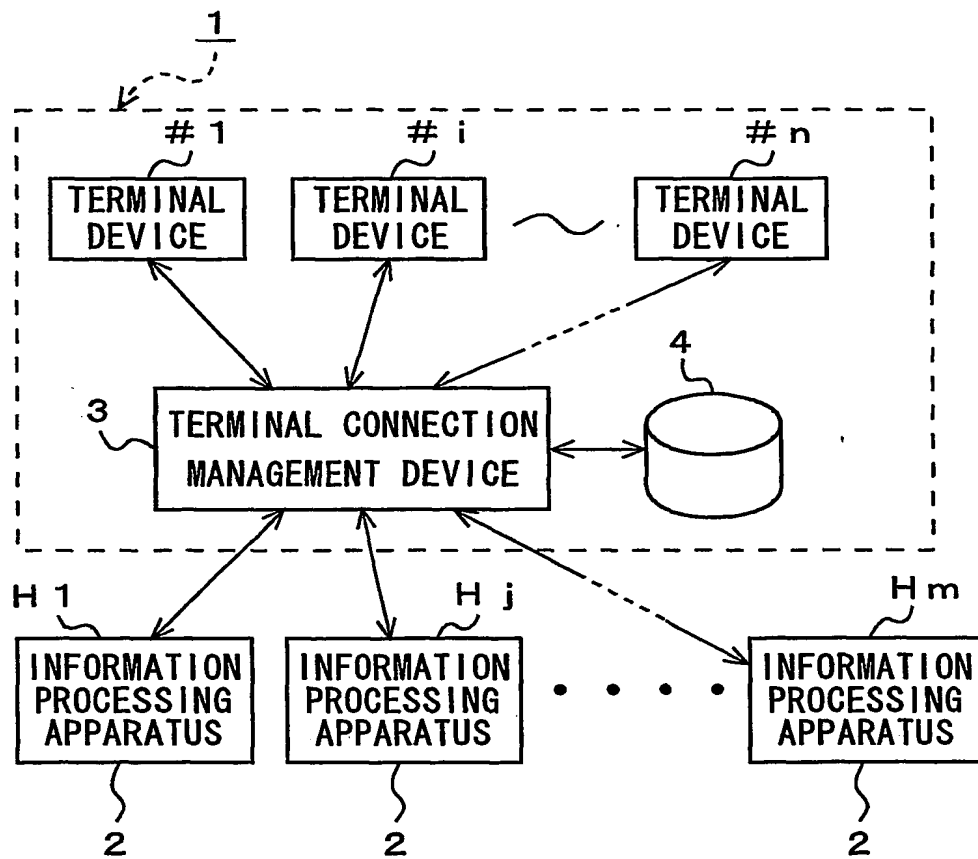 1
#1 #i #n
TERMINAL DEVICE
TERMINAL DEVICE
TERMINAL DEVICE
4
3
TERMINAL CONNECTION
MANAGEMENT DEVICE
H1 Hj Hm
INFORMATION
PROCESSING
APPARATUS
INFORMATION
PROCESSING
APPARATUS
INFORMATION
PROCESSING
APPARATUS
2 2 2